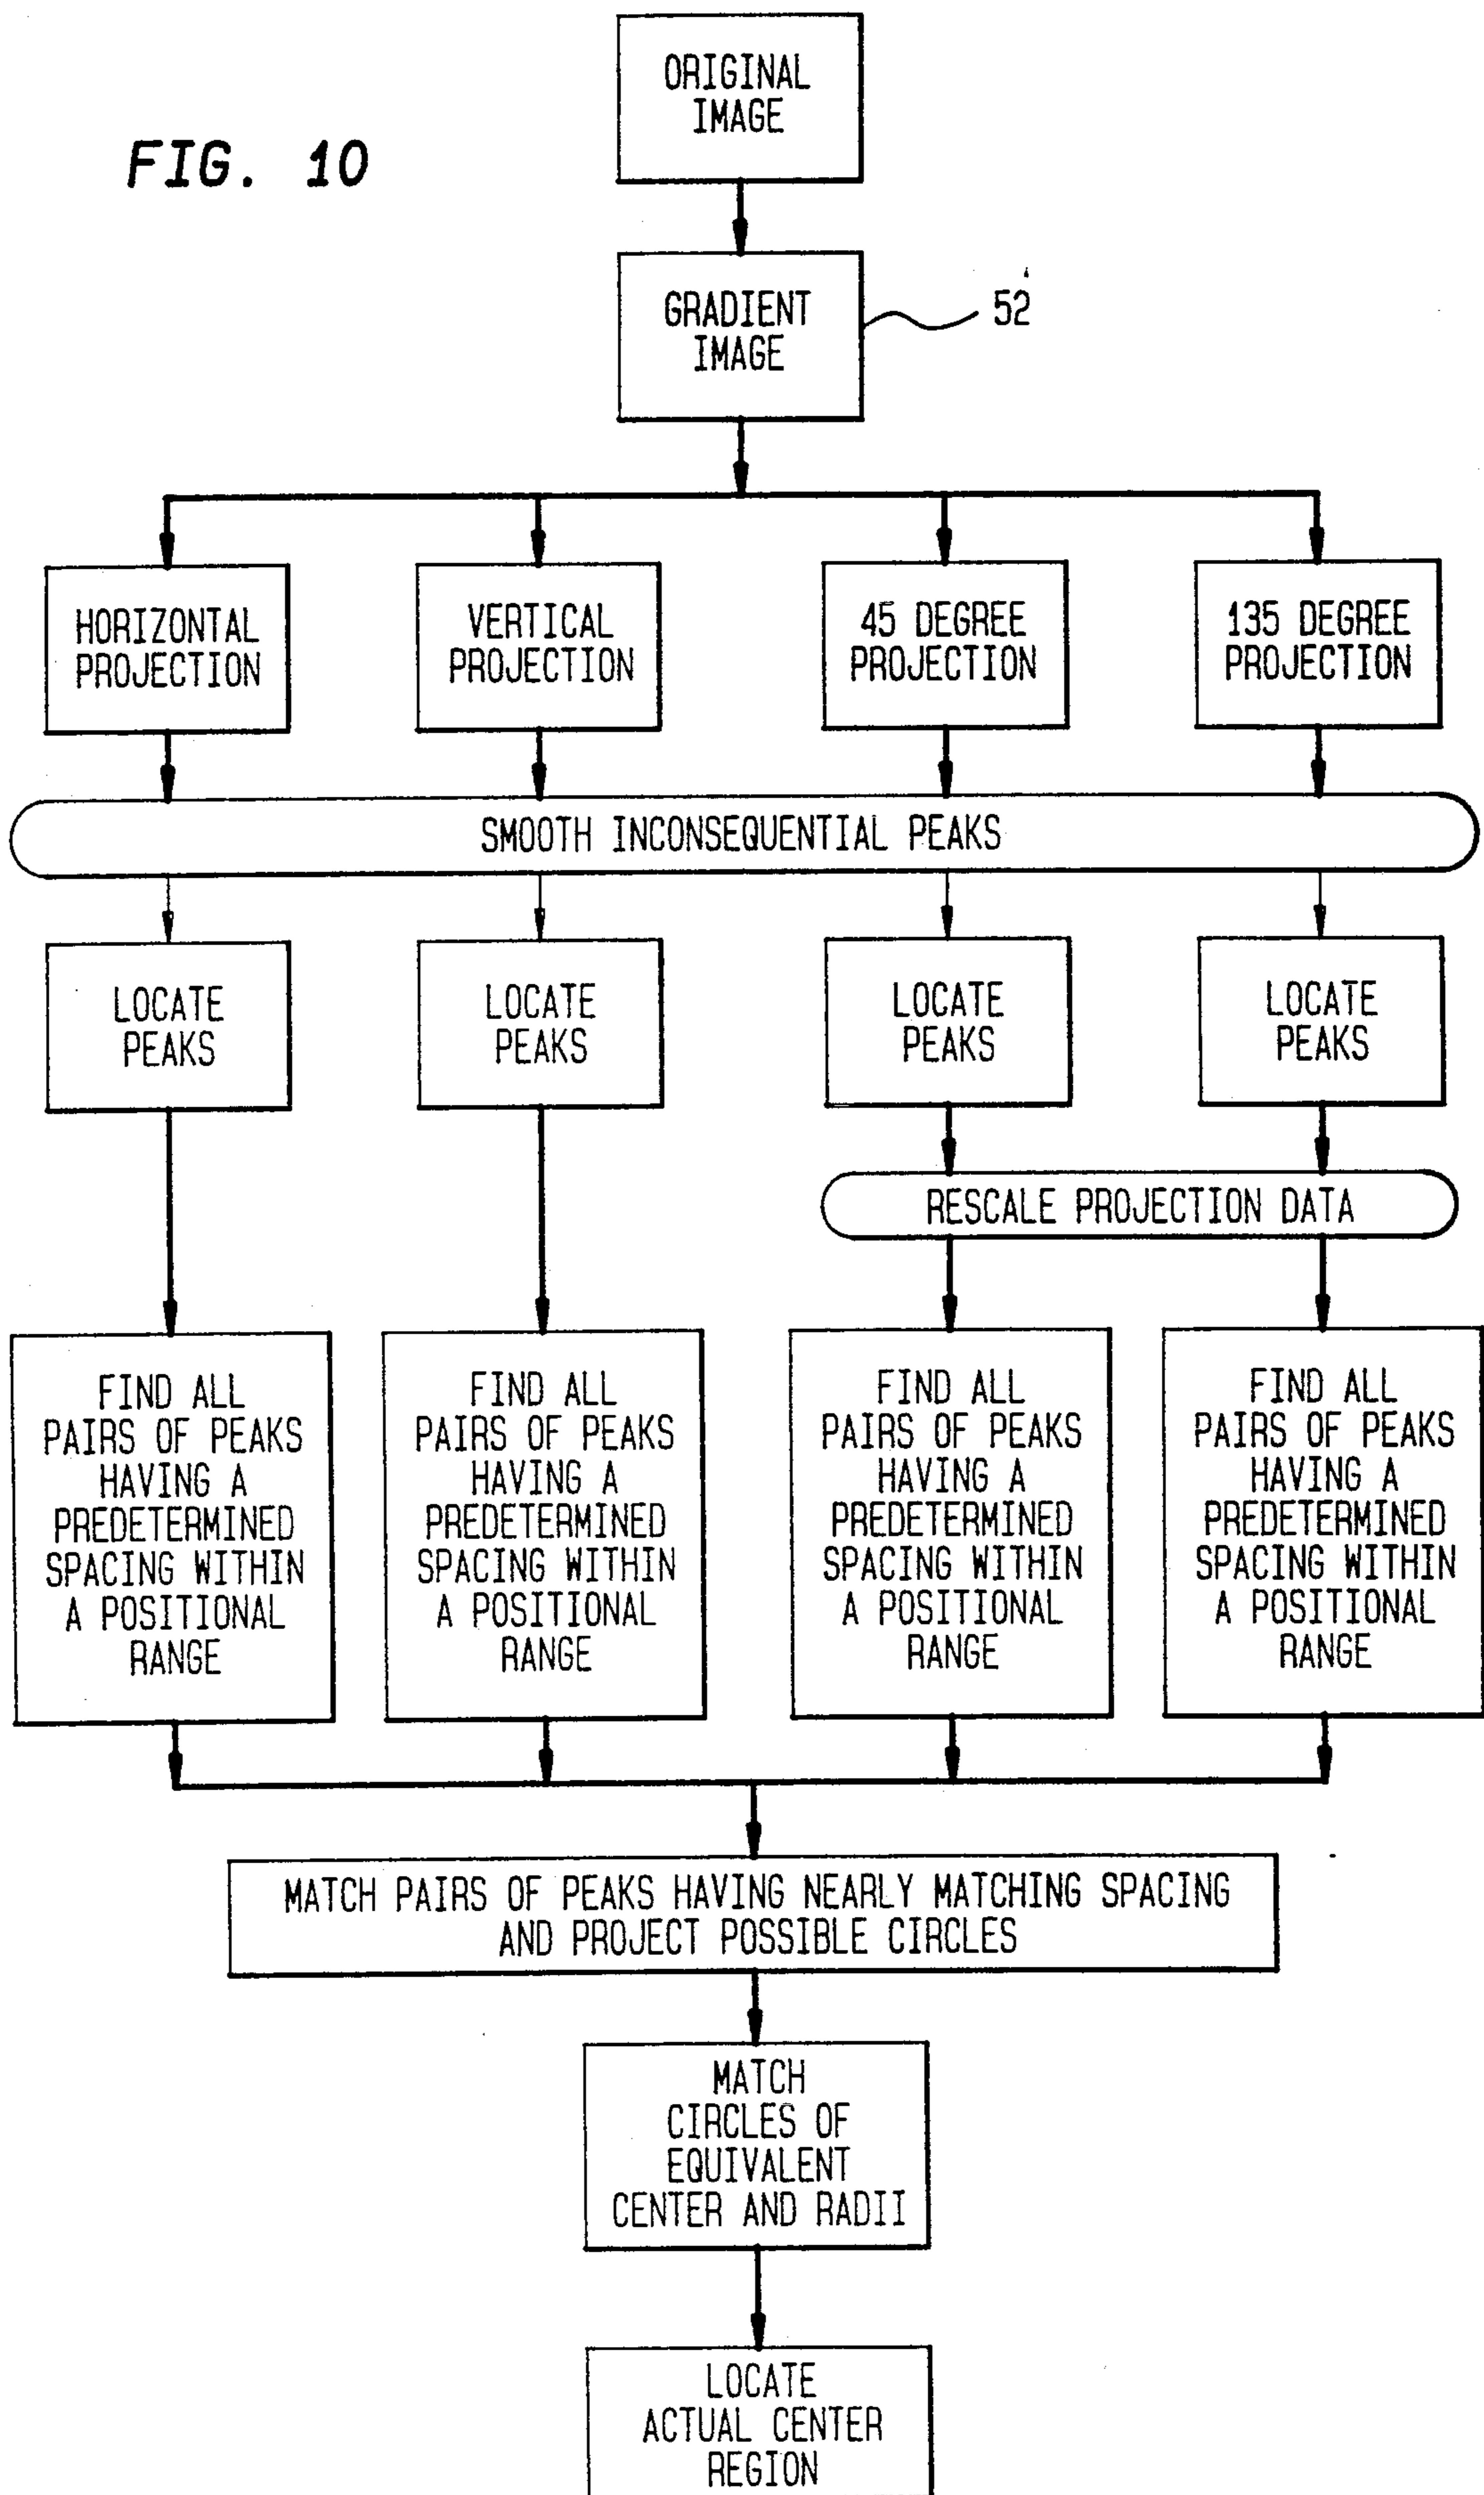 FIG. 10
ORIGINAL
IMAGE
GRADIENT
IMAGE
52
HORIZONTAL
PROJECTION
VERTICAL
PROJECTION
45 DEGREE
PROJECTION
135 DEGREE
PROJECTION
SMOOTH INCONSEQUENTIAL PEAKS
LOCATE
PEAKS
LOCATE
PEAKS
LOCATE
PEAKS
LOCATE
PEAKS
RESCALE PROJECTION DATA
FIND ALL
PAIRS OF PEAKS
HAVING A
PREDETERMINED
SPACING WITHIN
A POSITIONAL
RANGE
FIND ALL
PAIRS OF PEAKS
HAVING A
PREDETERMINED
SPACING WITHIN
A POSITIONAL
RANGE
FIND ALL
PAIRS OF PEAKS
HAVING A
PREDETERMINED
SPACING WITHIN
A POSITIONAL
RANGE
FIND ALL
PAIRS OF PEAKS
HAVING A
PREDETERMINED
SPACING WITHIN
A POSITIONAL
RANGE
MATCH PAIRS OF PEAKS HAVING NEARLY MATCHING SPACING
AND PROJECT POSSIBLE CIRCLES
MATCH
CIRCLES OF
EQUIVALENT
CENTER AND RADII
LOCATE
ACTUAL CENTER
REGION